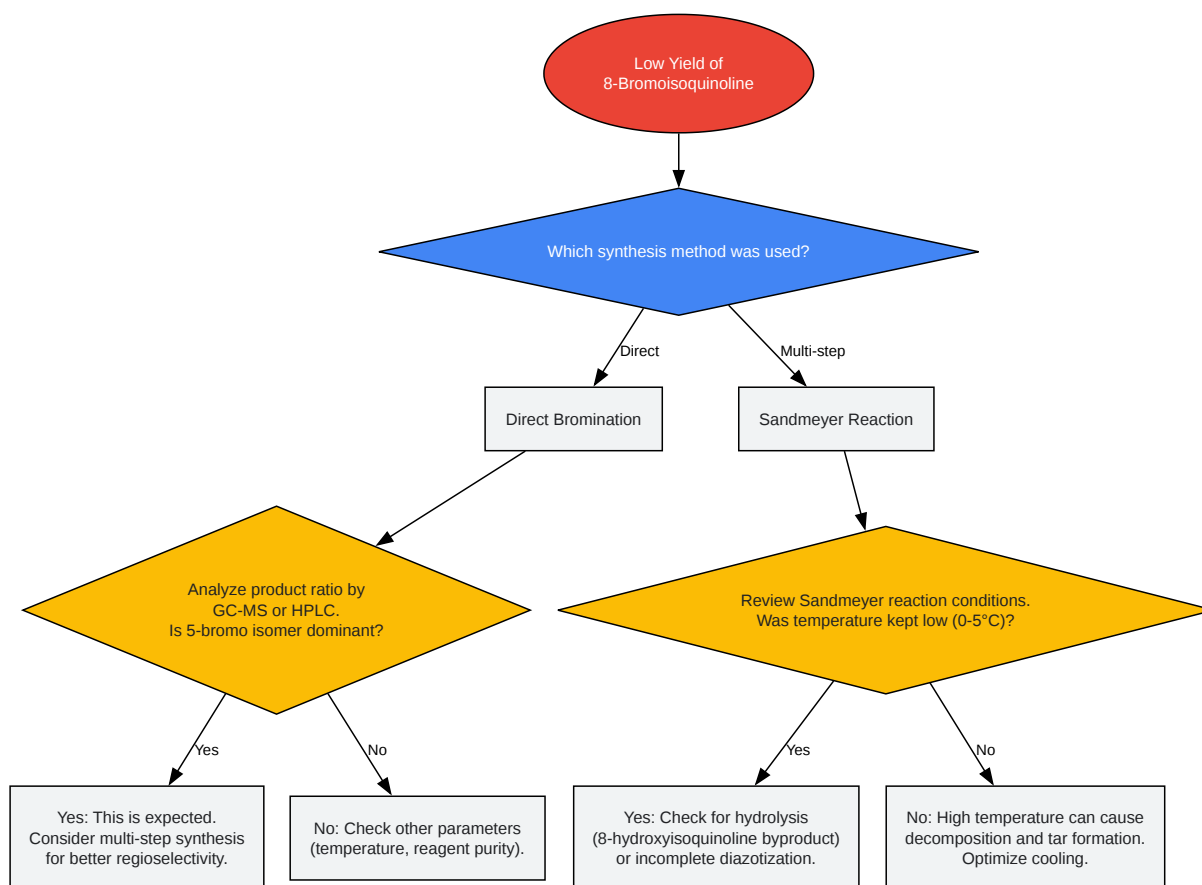 Low Yield of
8-Bromoisoquinoline
Which synthesis method was used?
Direct
Multi-step
Direct Bromination
Sandmeyer Reaction
Analyze product ratio by
GC-MS or HPLC.
Is 5-bromo isomer dominant?
Review Sandmeyer reaction conditions.
Was temperature kept low (0-5°C)?
Yes
No
Yes
No
Yes: This is expected.
Consider multi-step synthesis
for better regioselectivity.
No: Check other parameters
(temperature, reagent purity).
Yes: Check for hydrolysis
(8-hydroxyisoquinoline byproduct)
or incomplete diazotization.
No: High temperature can cause
decomposition and tar formation.
Optimize cooling.